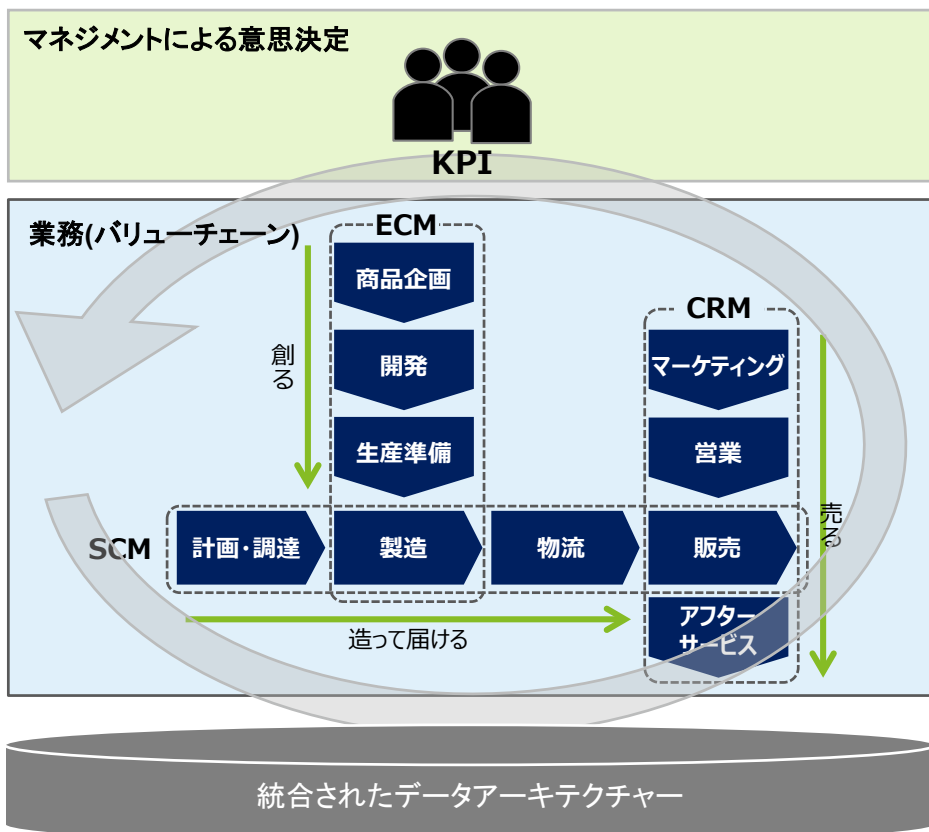 マネジメントによる意思決定
KPI
業務(バリューチェーン)
ECM
商品企画
開発
生産準備
創る
CRM
マーケティング
営業
売る
SCM
計画・調達
製造
物流
販売
造って届ける
アフター
サービス
統合されたデータアーキテクチャー